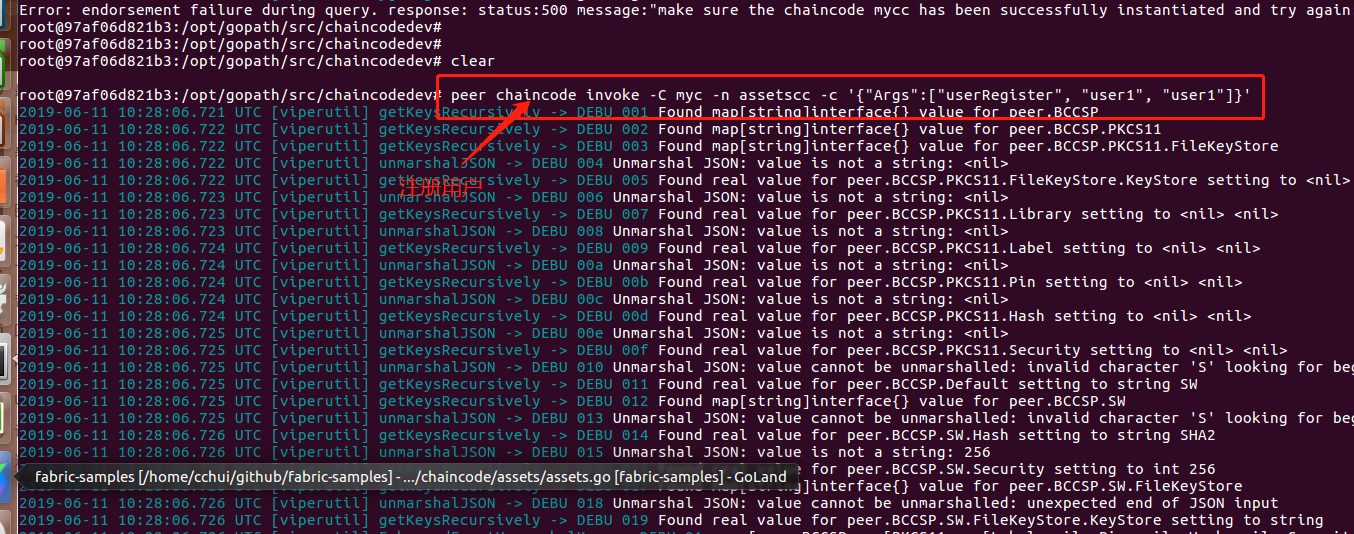 Error: endorsement failure during query. response: status:500 message:"make sure the chaincode mycc has been successfully instantiated and try again
root@97af06d821b3:/opt/gopath/src/chaincodedev#
root@97af06d821b3:/opt/gopath/src/chaincodedev#
root@97af06d821b3:/opt/gopath/src/chaincodedev# clear
root@97af06d821b3:/opt/gopath/src/chaincodedev# peer chaincode invoke -C myc -n assetscc -c '{"Args":["userRegister", "user1", "user1"]}'
2019-06-11 10:28:06.721 UTC [viperutil] getKeysRecursively -> DEBU 001 Found map[string]interface{} value for peer.BCCSP
2019-06-11 10:28:06.722 UTC [viperutil] getKeysRecursively -> DEBU 002 Found map[string]interface{} value for peer.BCCSP.PKCS11
2019-06-11 10:28:06.722 UTC [viperutil] getKeysRecursively -> DEBU 003 Found map[string]interface{} value for peer.BCCSP.PKCS11.FileKeyStore
2019-06-11 10:28:06.722 UTC [viperutil] unmarshalJSON -> DEBU 004 Unmarshal JSON: value is not a string: <nil>
2019-06-11 10:28:06.722 UTC [viperutil] getKeysRecursively -> DEBU 005 Found real value for peer.BCCSP.PKCS11.FileKeyStore.KeyStore setting to <nil> <nil>
注册用户
2019-06-11 10:28:06.723 UTC [viperutil] unmarshalJSON -> DEBU 006 Unmarshal JSON: value is not a string: <nil>
2019-06-11 10:28:06.723 UTC [viperutil] getKeysRecursively -> DEBU 007 Found real value for peer.BCCSP.PKCS11.Library setting to <nil> <nil>
2019-06-11 10:28:06.723 UTC [viperutil] unmarshalJSON -> DEBU 008 Unmarshal JSON: value is not a string: <nil>
2019-06-11 10:28:06.724 UTC [viperutil] getKeysRecursively -> DEBU 009 Found real value for peer.BCCSP.PKCS11.Label setting to <nil> <nil>
2019-06-11 10:28:06.724 UTC [viperutil] unmarshalJSON -> DEBU 00a Unmarshal JSON: value is not a string: <nil>
2019-06-11 10:28:06.724 UTC [viperutil] getKeysRecursively -> DEBU 00b Found real value for peer.BCCSP.PKCS11.Pin setting to <nil> <nil>
2019-06-11 10:28:06.724 UTC [viperutil] unmarshalJSON -> DEBU 00c Unmarshal JSON: value is not a string: <nil>
2019-06-11 10:28:06.724 UTC [viperutil] getKeysRecursively -> DEBU 00d Found real value for peer.BCCSP.PKCS11.Hash setting to <nil> <nil>
2019-06-11 10:28:06.725 UTC [viperutil] unmarshalJSON -> DEBU 00e Unmarshal JSON: value is not a string: <nil>
2019-06-11 10:28:06.725 UTC [viperutil] getKeysRecursively -> DEBU 00f Found real value for peer.BCCSP.PKCS11.Security setting to <nil> <nil>
2019-06-11 10:28:06.725 UTC [viperutil] unmarshalJSON -> DEBU 010 Unmarshal JSON: value cannot be unmarshalled: invalid character 'S' looking for beg
2019-06-11 10:28:06.725 UTC [viperutil] getKeysRecursively -> DEBU 011 Found real value for peer.BCCSP.Default setting to string SW
2019-06-11 10:28:06.725 UTC [viperutil] getKeysRecursively -> DEBU 012 Found map[string]interface{} value for peer.BCCSP.SW
2019-06-11 10:28:06.725 UTC [viperutil] unmarshalJSON -> DEBU 013 Unmarshal JSON: value cannot be unmarshalled: invalid character 'S' looking for beg
2019-06-11 10:28:06.726 UTC [viperutil] getKeysRecursively -> DEBU 014 Found real value for peer.BCCSP.SW.Hash setting to string SHA2
2019-06-11 10:28:06.726 UTC [viperutil] unmarshalJSON -> DEBU 015 Unmarshal JSON: value is not a string: 256
fabric-samples [/home/cchui/github/fabric-samples] - .../chaincode/assets/assets.go [fabric-samples] - GoLand
e for peer.BCCSP.SW.Security setting to int 256
interface{} value for peer.BCCSP.SW.FileKeyStore
2019-06-11 10:28:06.726 UTC [viperutil] unmarshalJSON -> DEBU 018 Unmarshal JSON: value cannot be unmarshalled: unexpected end of JSON input
2019-06-11 10:28:06.726 UTC [viperutil] getKeysRecursively -> DEBU 019 Found real value for peer.BCCSP.SW.FileKeyStore.KeyStore setting to string